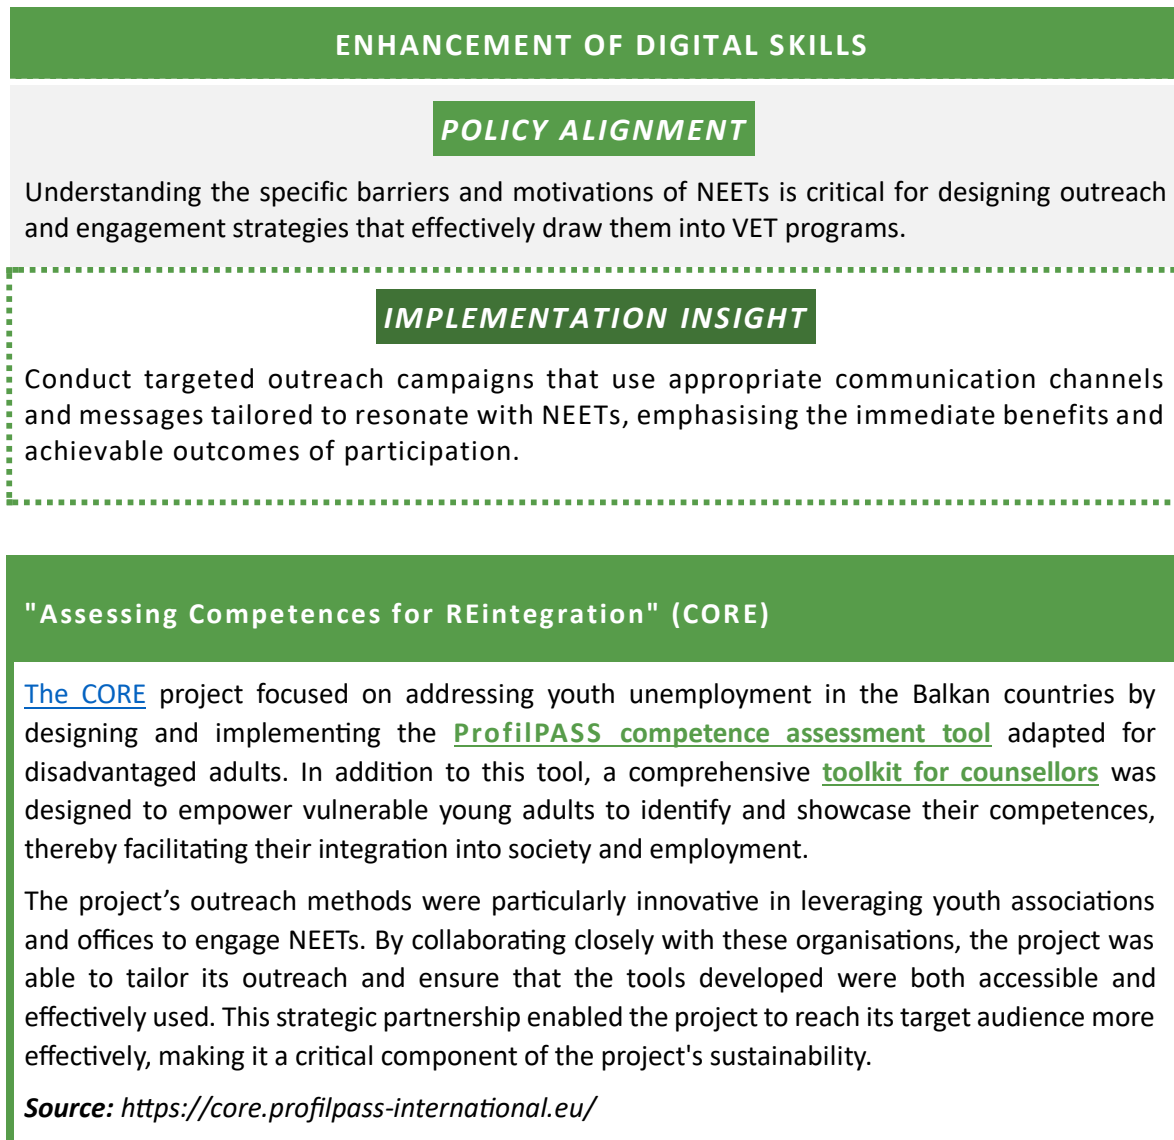 ENHANCEMENT OF DIGITAL SKILLS
POLICY ALIGNMENT
Understanding the specific barriers and motivations of NEETs is critical for designing outreach
and engagement strategies that effectively draw them into VET programs.
IMPLEMENTATION INSIGHT
Conduct targeted outreach campaigns that use appropriate communication channels
and messages tailored to resonate with NEETs, emphasising the immediate benefits and
achievable outcomes of participation.
"Assessing Competences for REintegration" (CORE)
The CORE project focused on addressing youth unemployment in the Balkan countries by
designing and implementing the ProfilPASS competence assessment tool adapted for
disadvantaged adults. In addition to this tool, a comprehensive toolkit for counsellors was
designed to empower vulnerable young adults to identify and showcase their competences,
thereby facilitating their integration into society and employment.
The project’s outreach methods were particularly innovative in leveraging youth associations
and offices to engage NEETs. By collaborating closely with these organisations, the project was
able to tailor its outreach and ensure that the tools developed were both accessible and
effectively used. This strategic partnership enabled the project to reach its target audience more
effectively, making it a critical component of the project's sustainability.
Source: https://core.profilpass-international.eu/